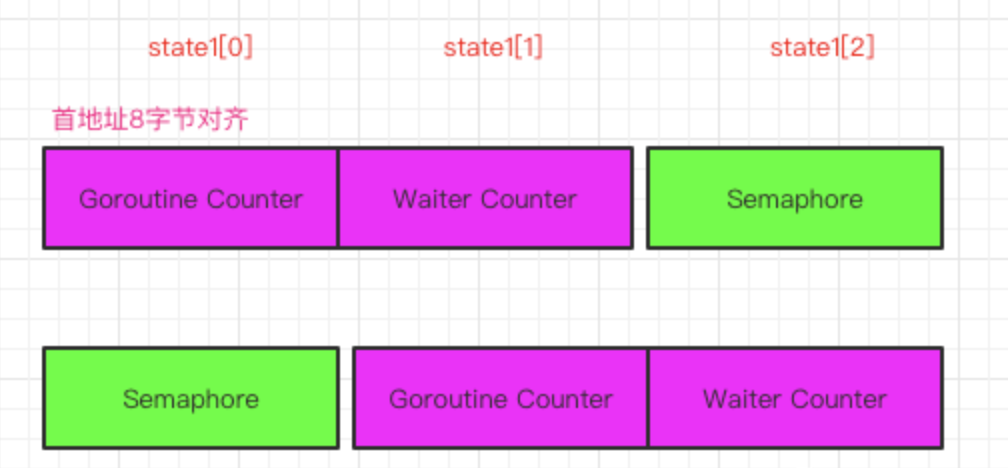 state1[0] state1[1] state1[2]
首地址8字节对齐
Goroutine Counter Waiter Counter Semaphore
Semaphore Goroutine Counter Waiter Counter